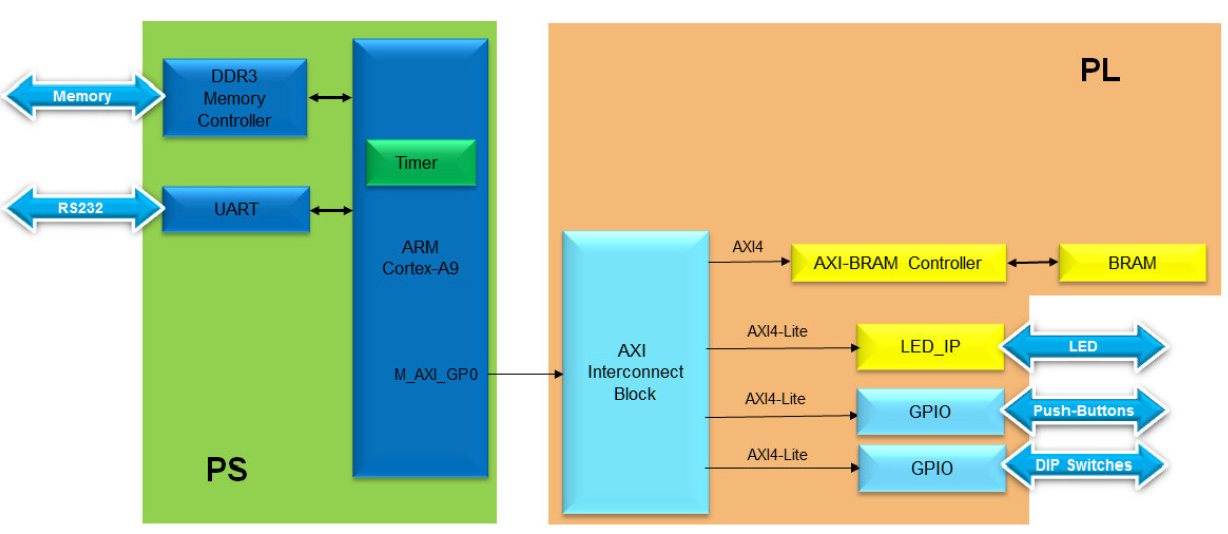 DDR3
Memory
Controller
Memory
Timer
RS232
UART
ARM
Cortex-A9
M_AXI_GP0
PS
PL
AXI
Interconnect
Block
AXI4
AXI-BRAM Controller
BRAM
AXI4-Lite
LED_IP
LED
AXI4-Lite
GPIO
Push-Buttons
AXI4-Lite
GPIO
DIP Switches